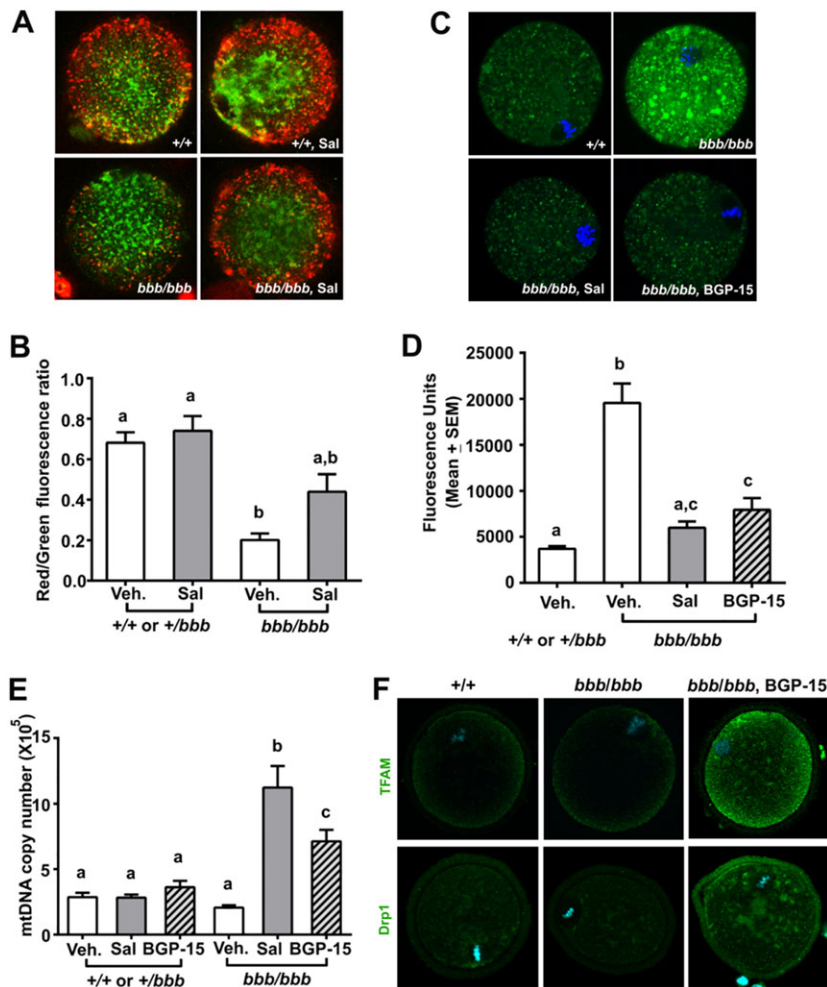 A
+/+
+/+, Sal
bbb/bbb
bbb/bbb, Sal
B
Red/Green fluorescence ratio
1.0
0.8
0.6
0.4
0.2
0.0
a
a
b
a,b
Veh.
Sal
Veh.
Sal
+/+ or +/bbb
bbb/bbb
C
+/+
bbb/bbb
bbb/bbb, Sal
bbb/bbb, BGP-15
D
Fluorescence Units
(Mean ± SEM)
25000
20000
15000
10000
5000
0
a
b
a,c
c
Veh.
Veh.
Sal
BGP-15
+/+ or +/bbb
bbb/bbb
E
mtDNA copy number (X10⁵)
15
10
5
0
a
a
a
a
b
c
Veh.
Sal
BGP-15
Veh.
Sal
BGP-15
+/+ or +/bbb
bbb/bbb
F
+/+
bbb/bbb
bbb/bbb, BGP-15
TFAM
Drp1